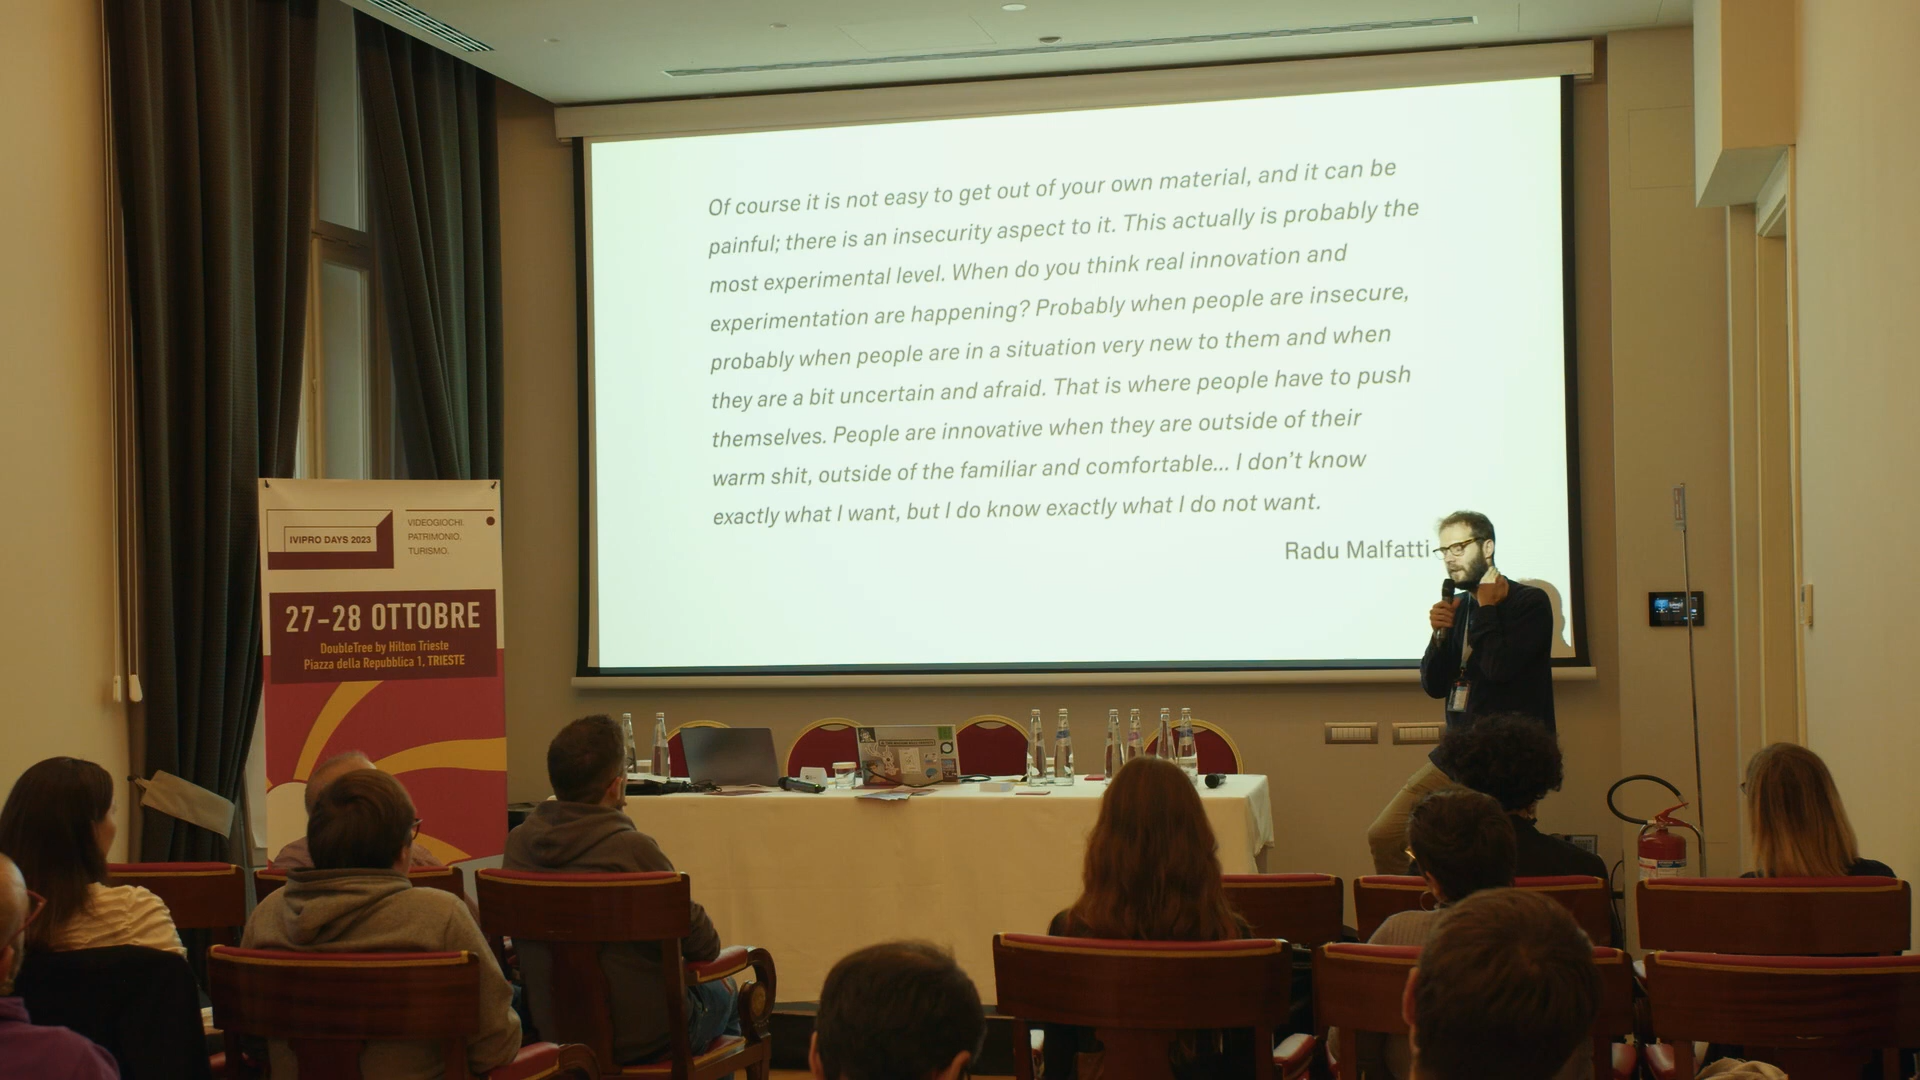 Of course it is not easy to get out of your own material, and it can be
painful; there is an insecurity aspect to it. This actually is probably the
most experimental level. When do you think real innovation and
experimentation are happening? Probably when people are insecure,
probably when people are in a situation very new to them and when
they are a bit uncertain and afraid. That is where people have to push
themselves. People are innovative when they are outside of their
warm shit, outside of the familiar and comfortable... I don't know
exactly what I want, but I do know exactly what I do not want.
Radu Malfatti
IVIPRO DAYS 2023
VIDEOGIOCHI.
PATRIMONIO.
TURISMO.
27-28 OTTOBRE
DoubleTree by Hilton Trieste
Piazza della Repubblica 1, TRIESTE